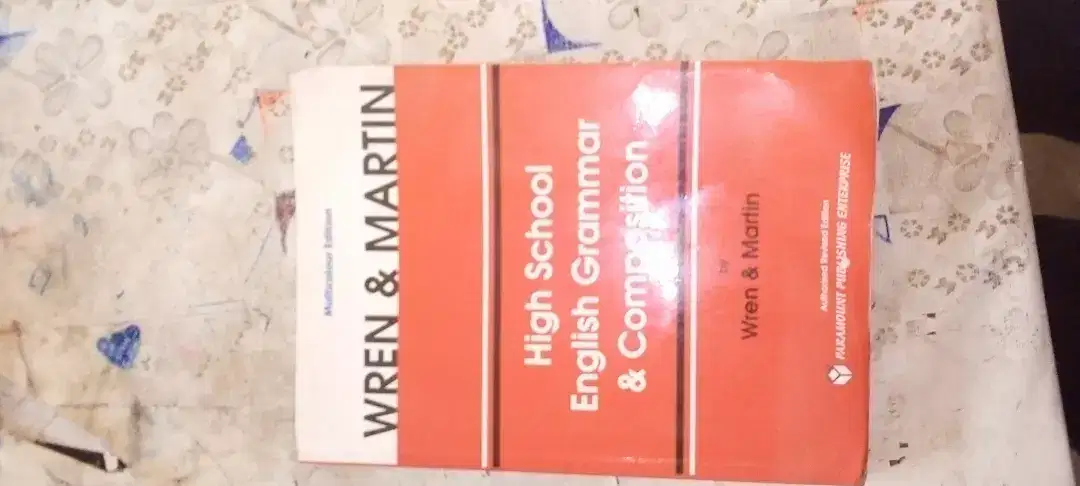 Multicolour Edition
WREN & MARTIN
High School
English Grammar
& Composition
by
Wren & Martin
Authorised Revised Edition
PARAMOUNT PUBLISHING ENTERPRISE